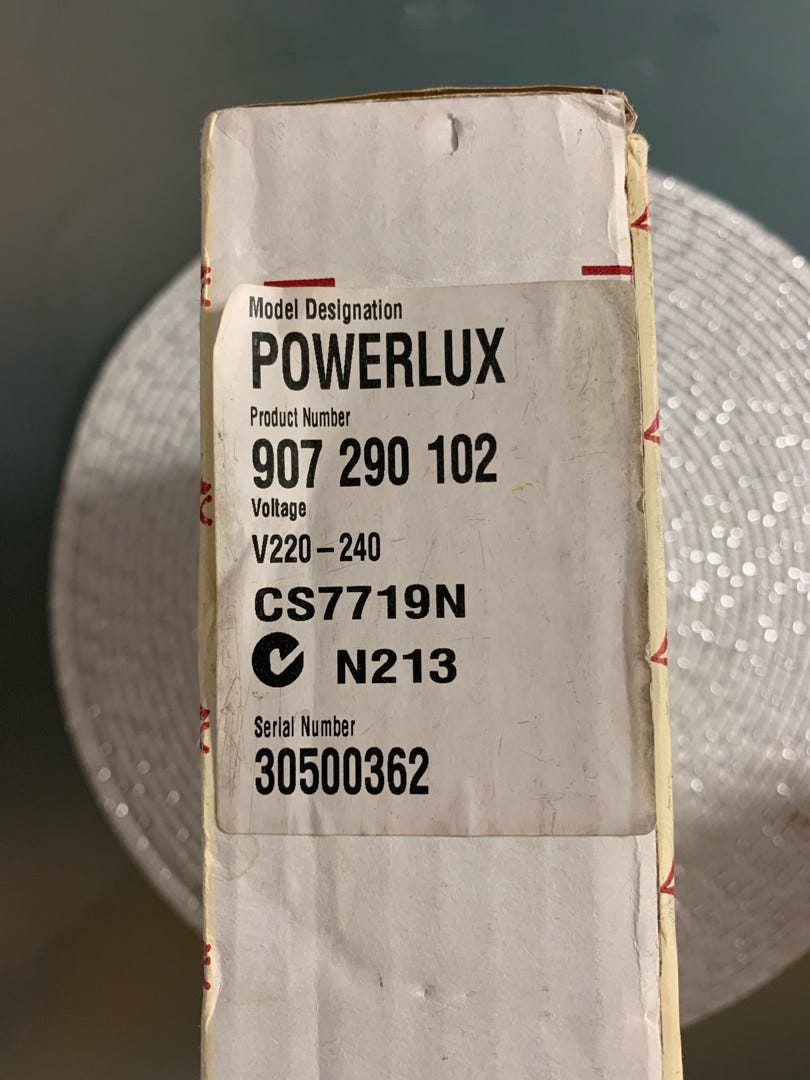 Model Designation
POWERLUX
Product Number
907 290 102
Voltage
V220-240
CS7719N
N213
Serial Number
30500362